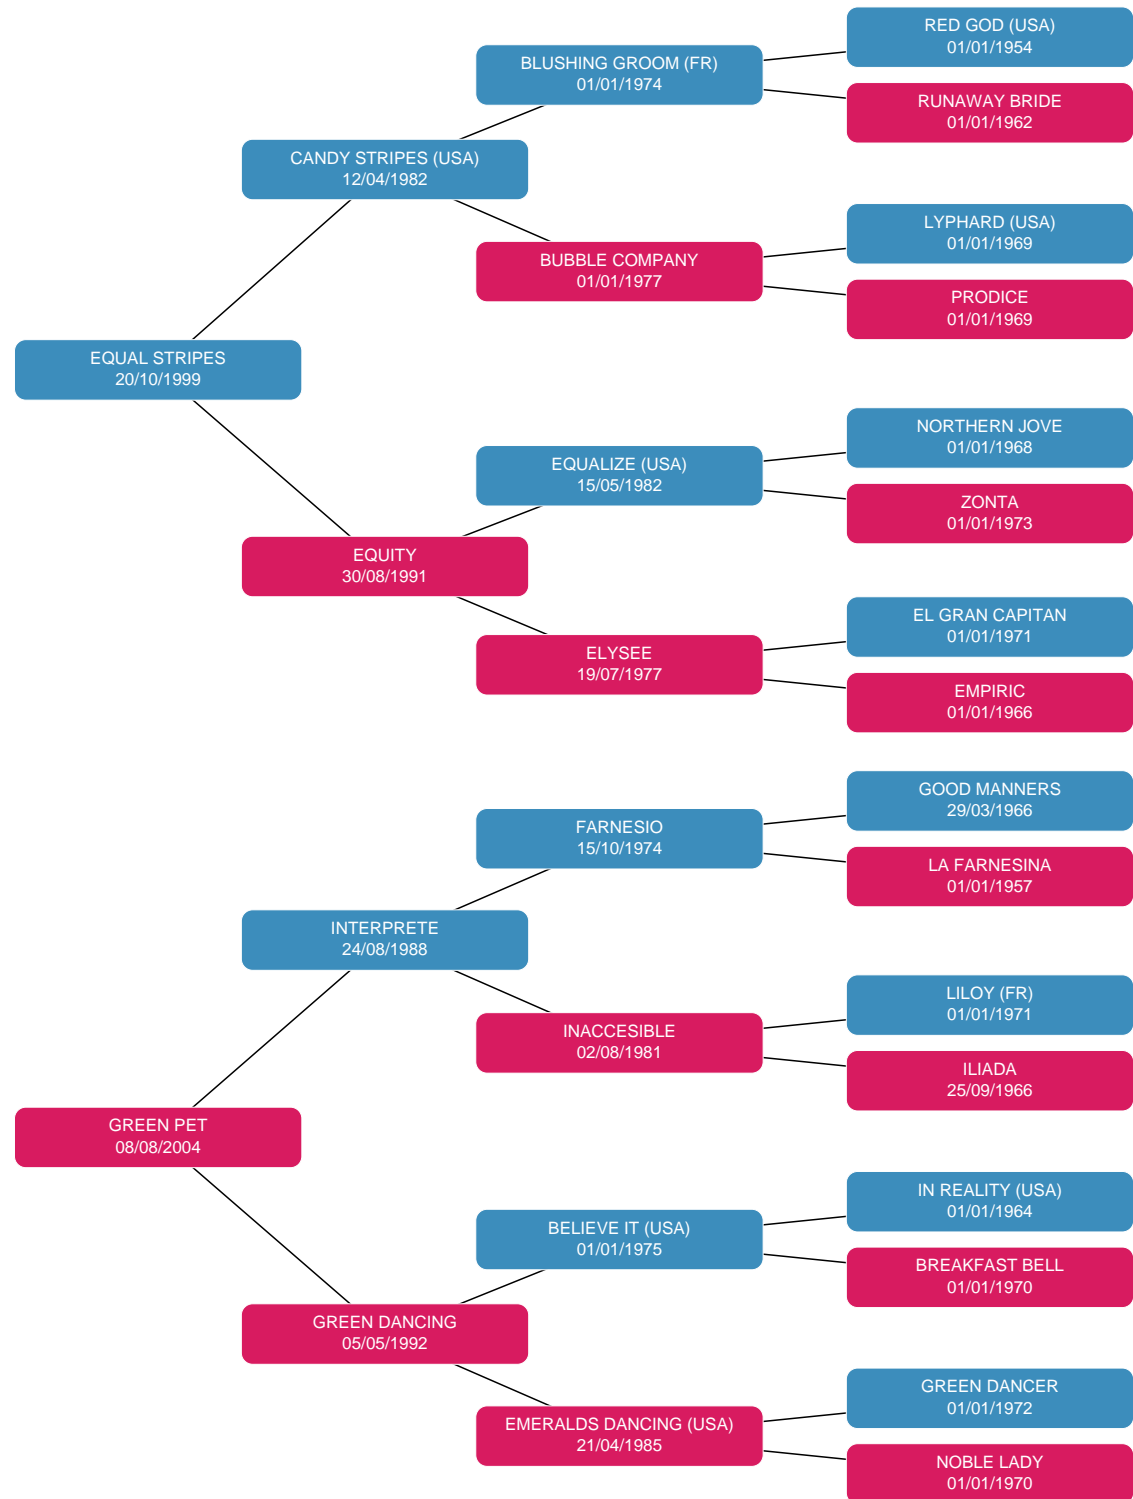 RED GOD (USA)
01/01/1954
BLUSHING GROOM (FR)
01/01/1974
RUNAWAY BRIDE
01/01/1962
CANDY STRIPES (USA)
12/04/1982
LYPHARD (USA)
01/01/1969
BUBBLE COMPANY
01/01/1977
PRODICE
01/01/1969
EQUAL STRIPES
20/10/1999
NORTHERN JOVE
01/01/1968
EQUALIZE (USA)
15/05/1982
ZONTA
01/01/1973
EQUITY
30/08/1991
EL GRAN CAPITAN
01/01/1971
ELYSEE
19/07/1977
EMPIRIC
01/01/1966
GOOD MANNERS
29/03/1966
FARNESIO
15/10/1974
LA FARNESINA
01/01/1957
INTERPRETE
24/08/1988
LILOY (FR)
01/01/1971
INACCESIBLE
02/08/1981
ILIADA
25/09/1966
GREEN PET
08/08/2004
IN REALITY (USA)
01/01/1964
BELIEVE IT (USA)
01/01/1975
BREAKFAST BELL
01/01/1970
GREEN DANCING
05/05/1992
GREEN DANCER
01/01/1972
EMERALDS DANCING (USA)
21/04/1985
NOBLE LADY
01/01/1970